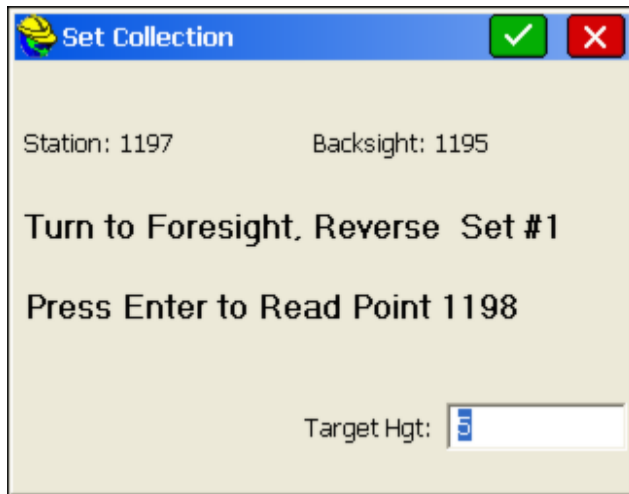 Set Collection
Station: 1197 Backsight: 1195
Turn to Foresight, Reverse Set #1
Press Enter to Read Point 1198
Target Hgt: 5